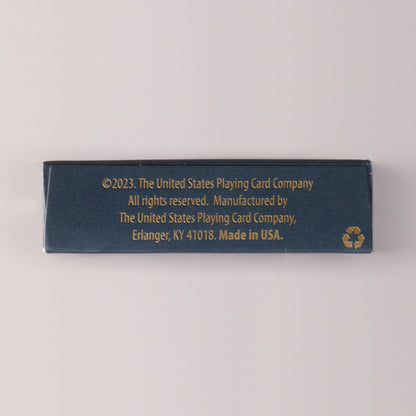 ©2023. The United States Playing Card Company
All rights reserved. Manufactured by
The United States Playing Card Company,
Erlanger, KY 41018. Made in USA.